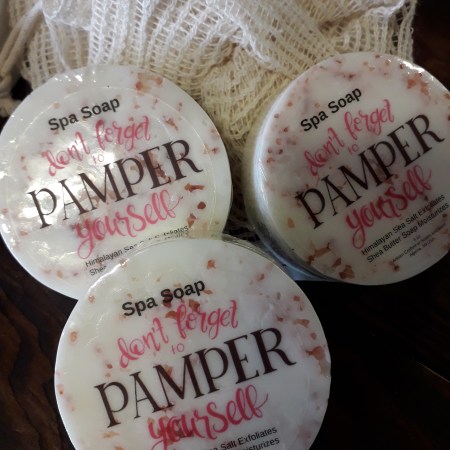 Spa Soap
don't forget
to
PAMPER
yourself
Himalayan Sea Salt Exfoliates
She
Spa Soap
don't forget
to
PAMPER
yourself
Himalayan Sea Salt Exfoliates
Shea Butter Soap Moisturizes
Spa Soap
don't forget
to
PAMPER
yourself
Salt Exfoliates